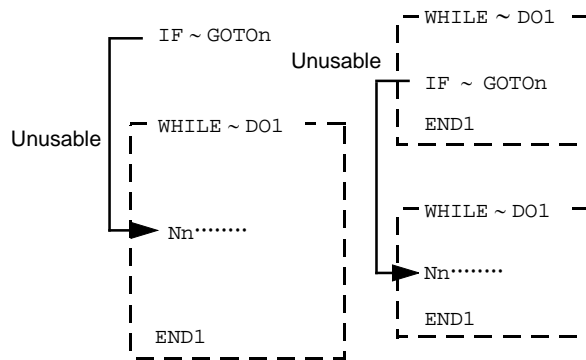 IF ~ GOTOn
Unusable
WHILE ~ DO1
Nn·········
END1
WHILE ~ DO1
Unusable
IF ~ GOTOn
END1
WHILE ~ DO1
Nn·········
END1